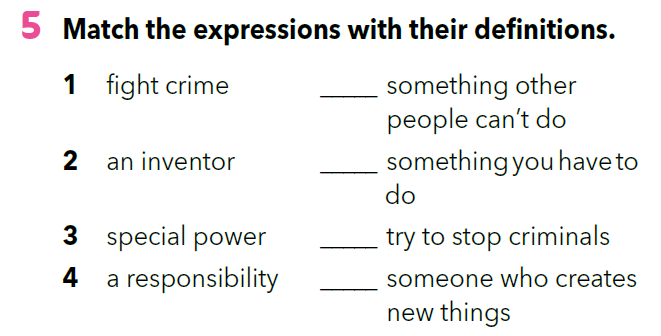 5 Match the expressions with their definitions.
1 fight crime _____ something other
people can't do
2 an inventor _____ something you have to
do
3 special power _____ try to stop criminals
4 a responsibility _____ someone who creates
new things